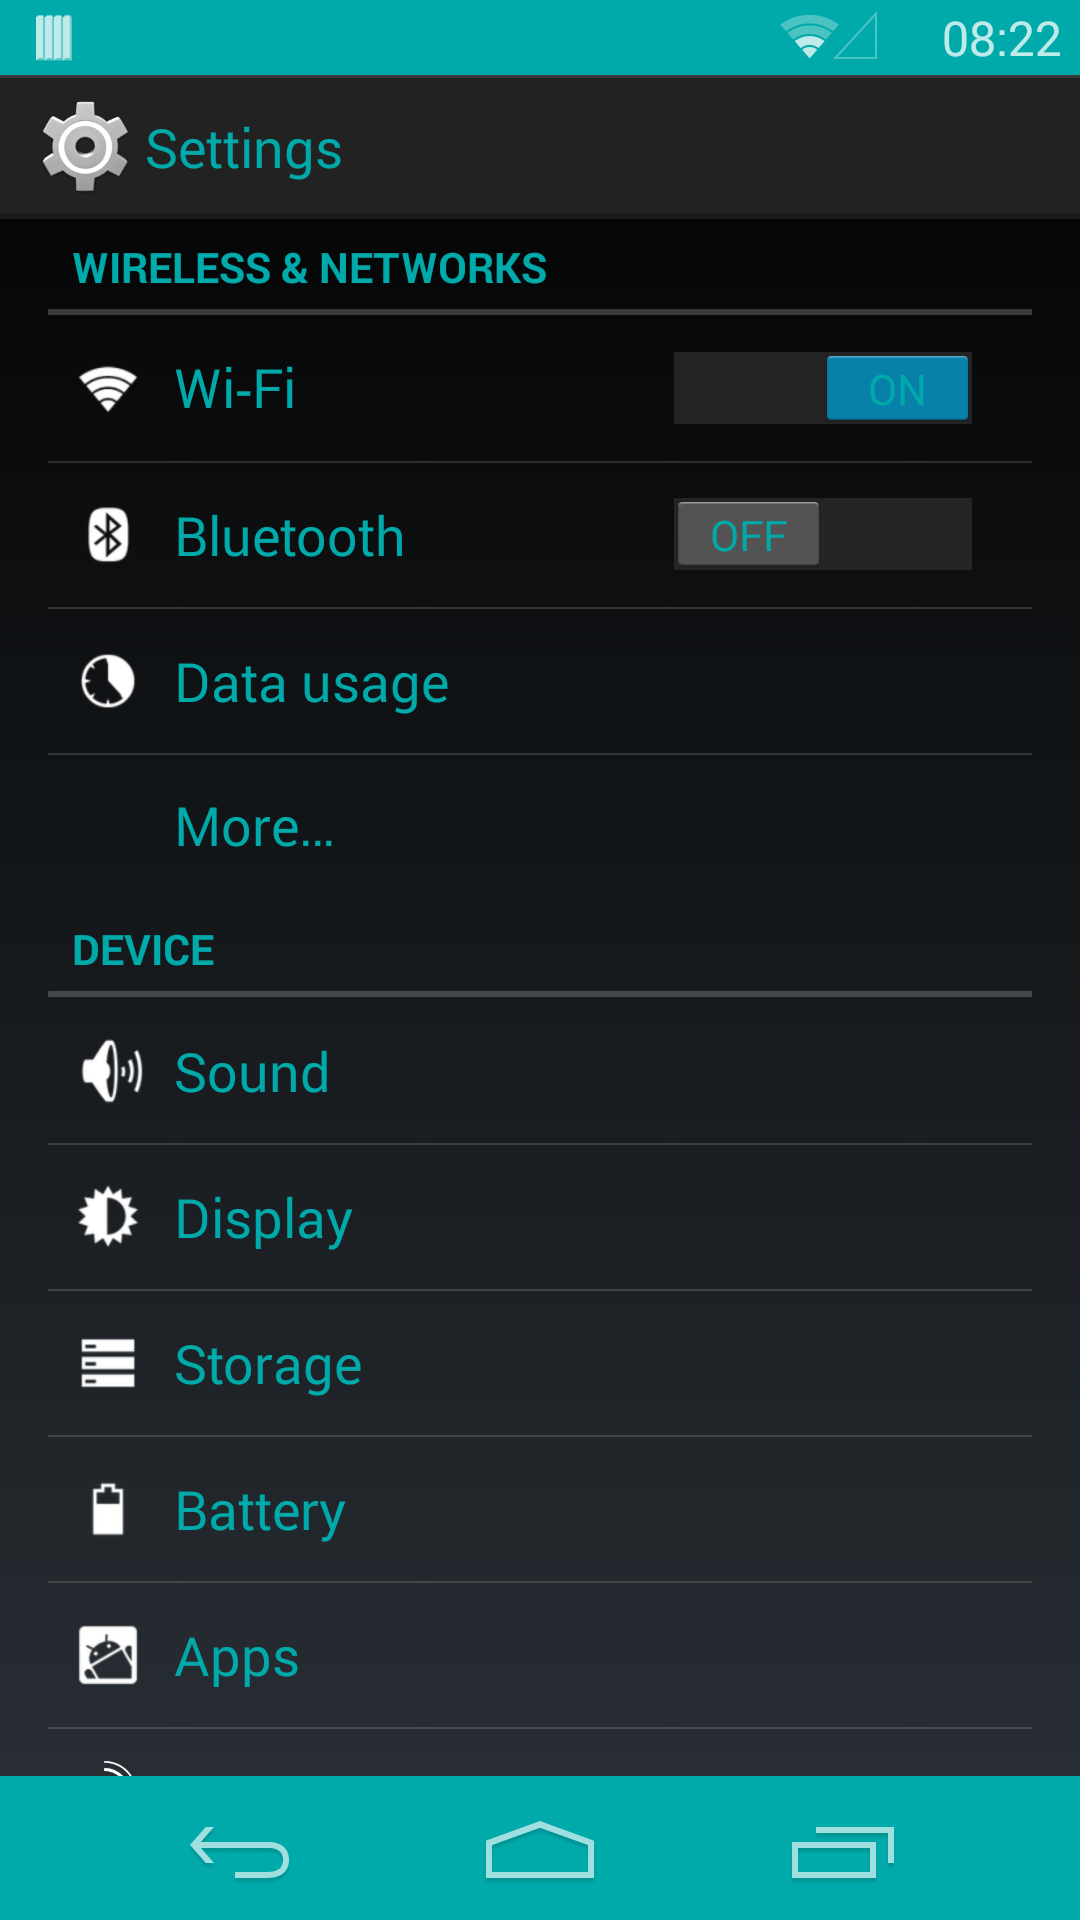 08:22
Settings
WIRELESS & NETWORKS
Wi-Fi
ON
Bluetooth
OFF
Data usage
More...
DEVICE
Sound
Display
Storage
Battery
Apps